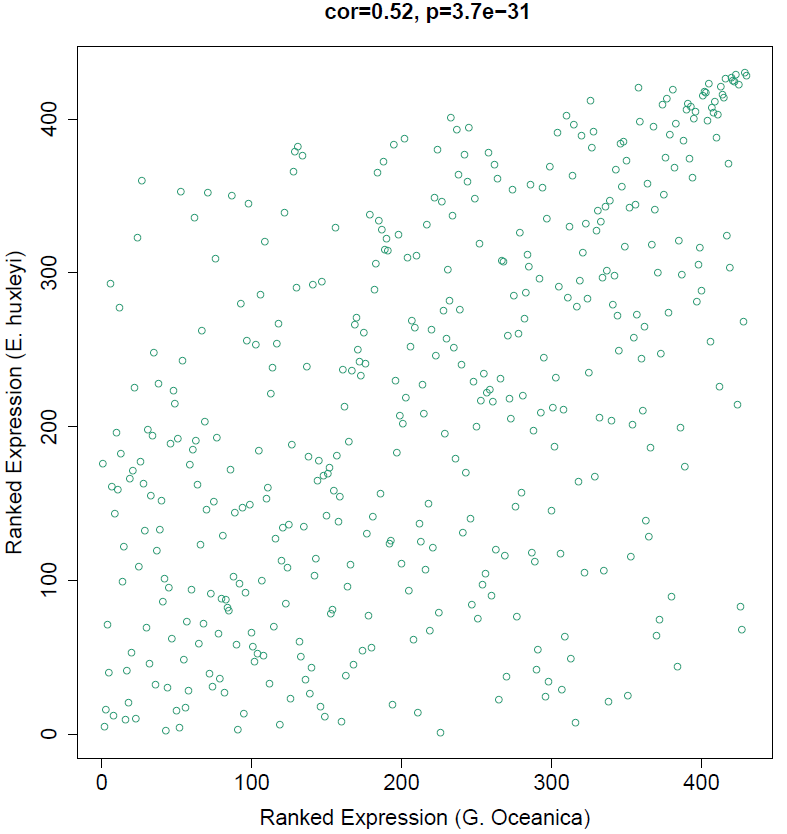 cor=0.52, p=3.7e−31
Ranked Expression (E. huxleyi)
400
300
200
100
0
0 100 200 300 400
Ranked Expression (G. Oceanica)